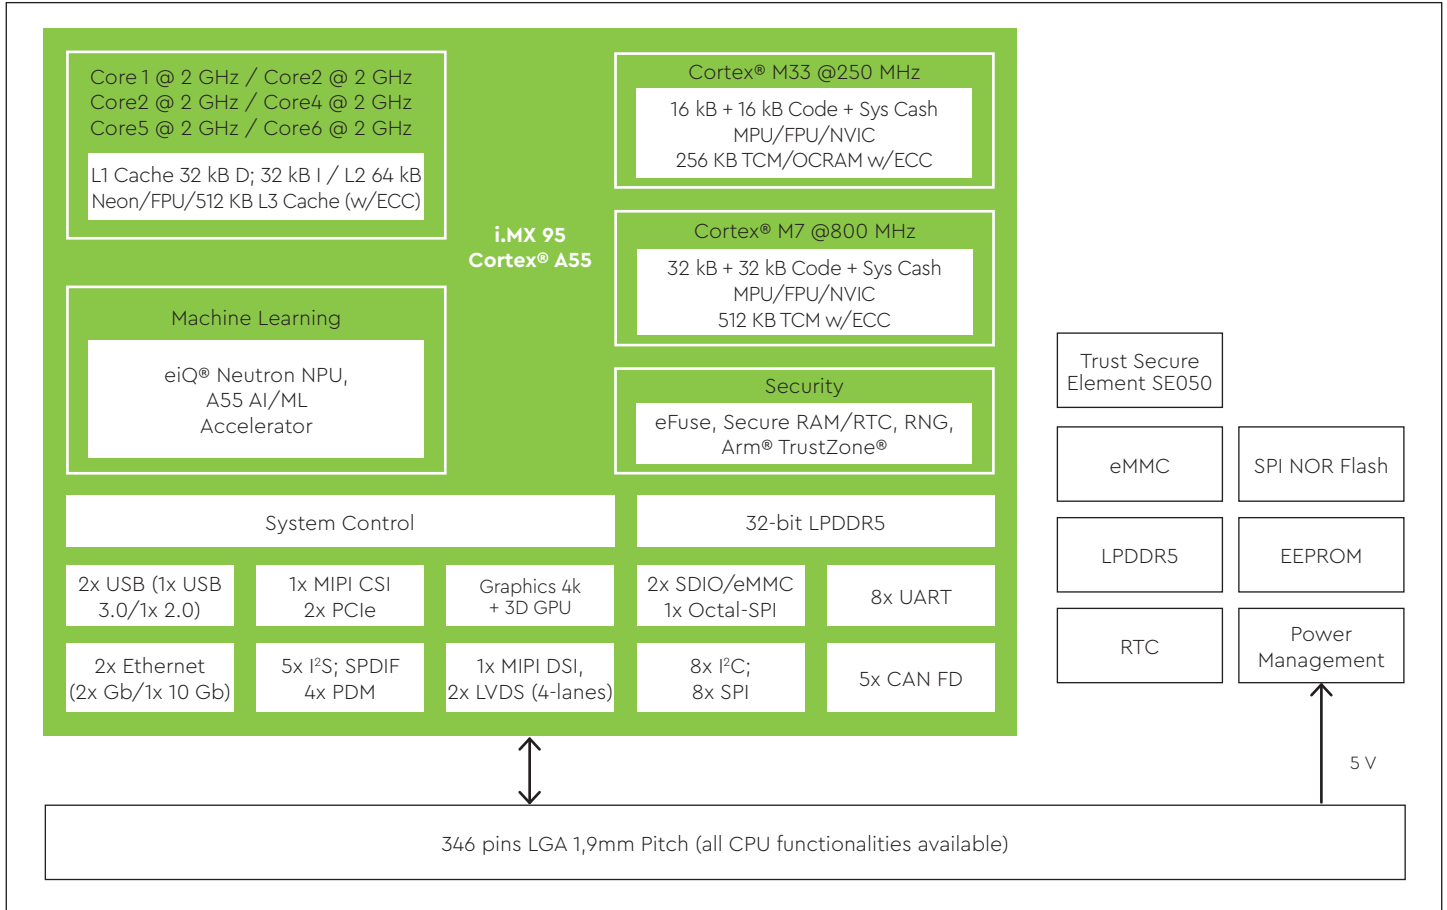 Core 1 @ 2 GHz / Core2 @ 2 GHz
Core2 @ 2 GHz / Core4 @ 2 GHz
Core5 @ 2 GHz / Core6 @ 2 GHz
L1 Cache 32 kB D; 32 kB I / L2 64 kB
Neon/FPU/512 KB L3 Cache (w/ECC)
i.MX 95
Cortex® A55
Cortex® M33 @250 MHz
16 kB + 16 kB Code + Sys Cash
MPU/FPU/NVIC
256 KB TCM/OCRAM w/ECC
Cortex® M7 @800 MHz
32 kB + 32 kB Code + Sys Cash
MPU/FPU/NVIC
512 KB TCM w/ECC
Machine Learning
eiQ® Neutron NPU,
A55 AI/ML
Accelerator
Security
eFuse, Secure RAM/RTC, RNG,
Arm® TrustZone®
System Control
32-bit LPDDR5
2x USB (1x USB
3.0/1x 2.0)
1x MIPI CSI
2x PCIe
Graphics 4k
+ 3D GPU
2x SDIO/eMMC
1x Octal-SPI
8x UART
2x Ethernet
(2x Gb/1x 10 Gb)
5x I²S; SPDIF
4x PDM
1x MIPI DSI,
2x LVDS (4-lanes)
8x I²C;
8x SPI
5x CAN FD
Trust Secure
Element SE050
eMMC
SPI NOR Flash
LPDDR5
EEPROM
RTC
Power
Management
5 V
346 pins LGA 1,9mm Pitch (all CPU functionalities available)